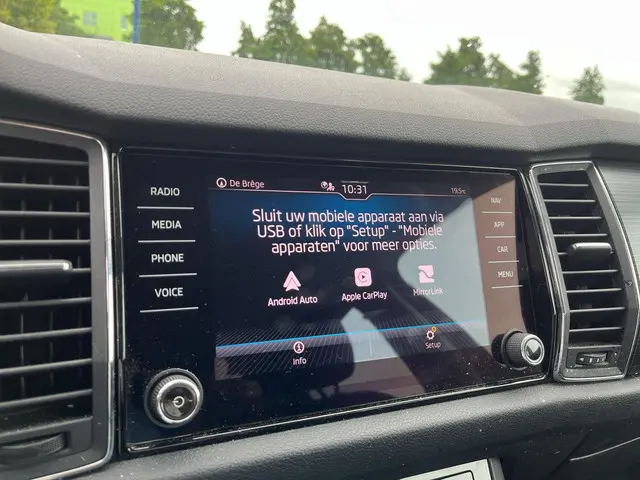 RADIO
MEDIA
PHONE
VOICE
De Brège
10:31
19.5°C
Sluit uw mobiele apparaat aan via
USB of klik op "Setup" - "Mobiele
apparaten" voor meer opties.
Android Auto
Apple CarPlay
MirrorLink
Info
Setup
NAV
APP
CAR
MENU